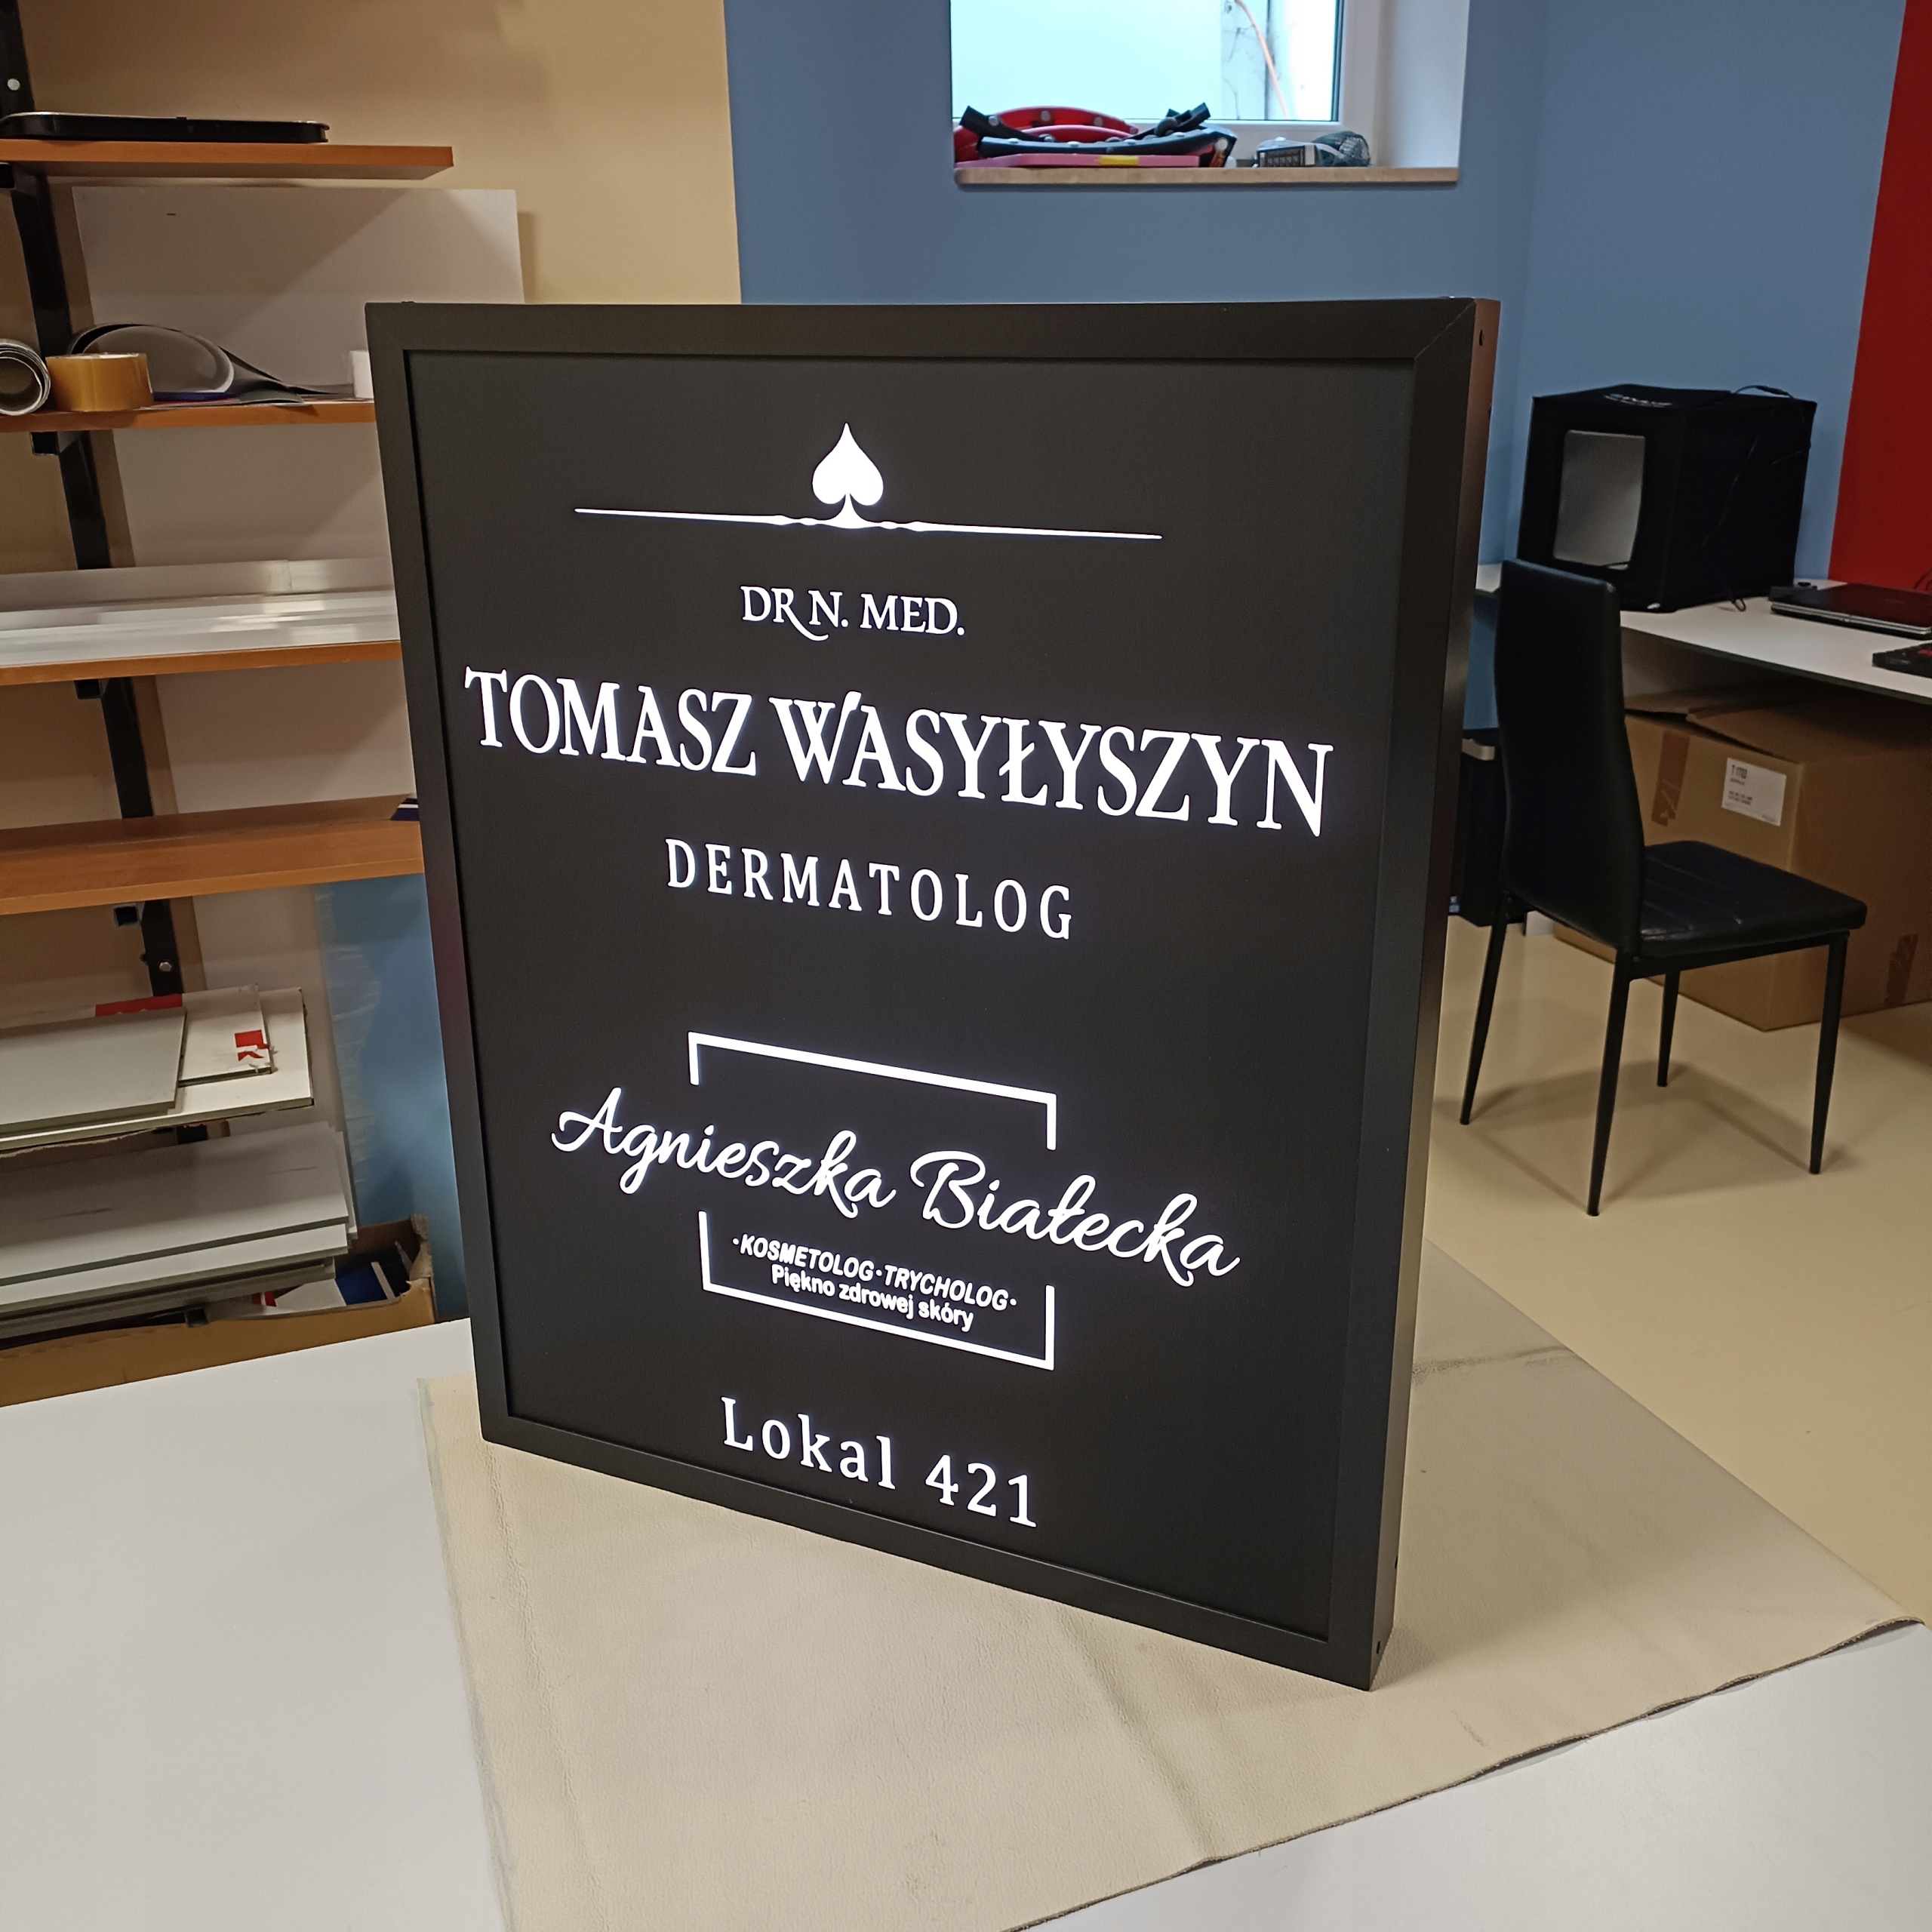 DR N. MED.
TOMASZ WASYŁYSZYN
DERMATOLOG
Agnieszka Białecka
·KOSMETOLOG·TRYCHOLOG·
Piękno zdrowej skóry
Lokal 421